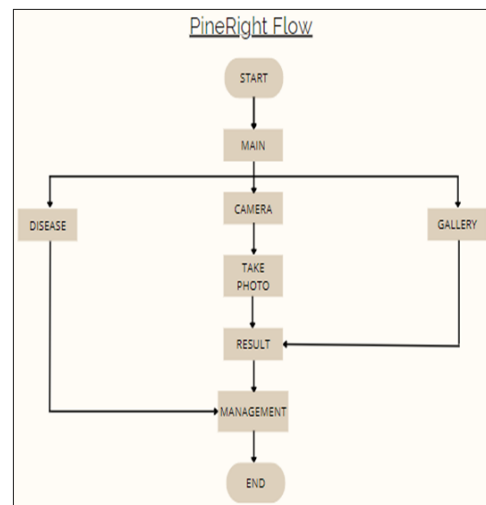 PineRight Flow
START
MAIN
DISEASE
CAMERA
GALLERY
TAKE
PHOTO
RESULT
MANAGEMENT
END